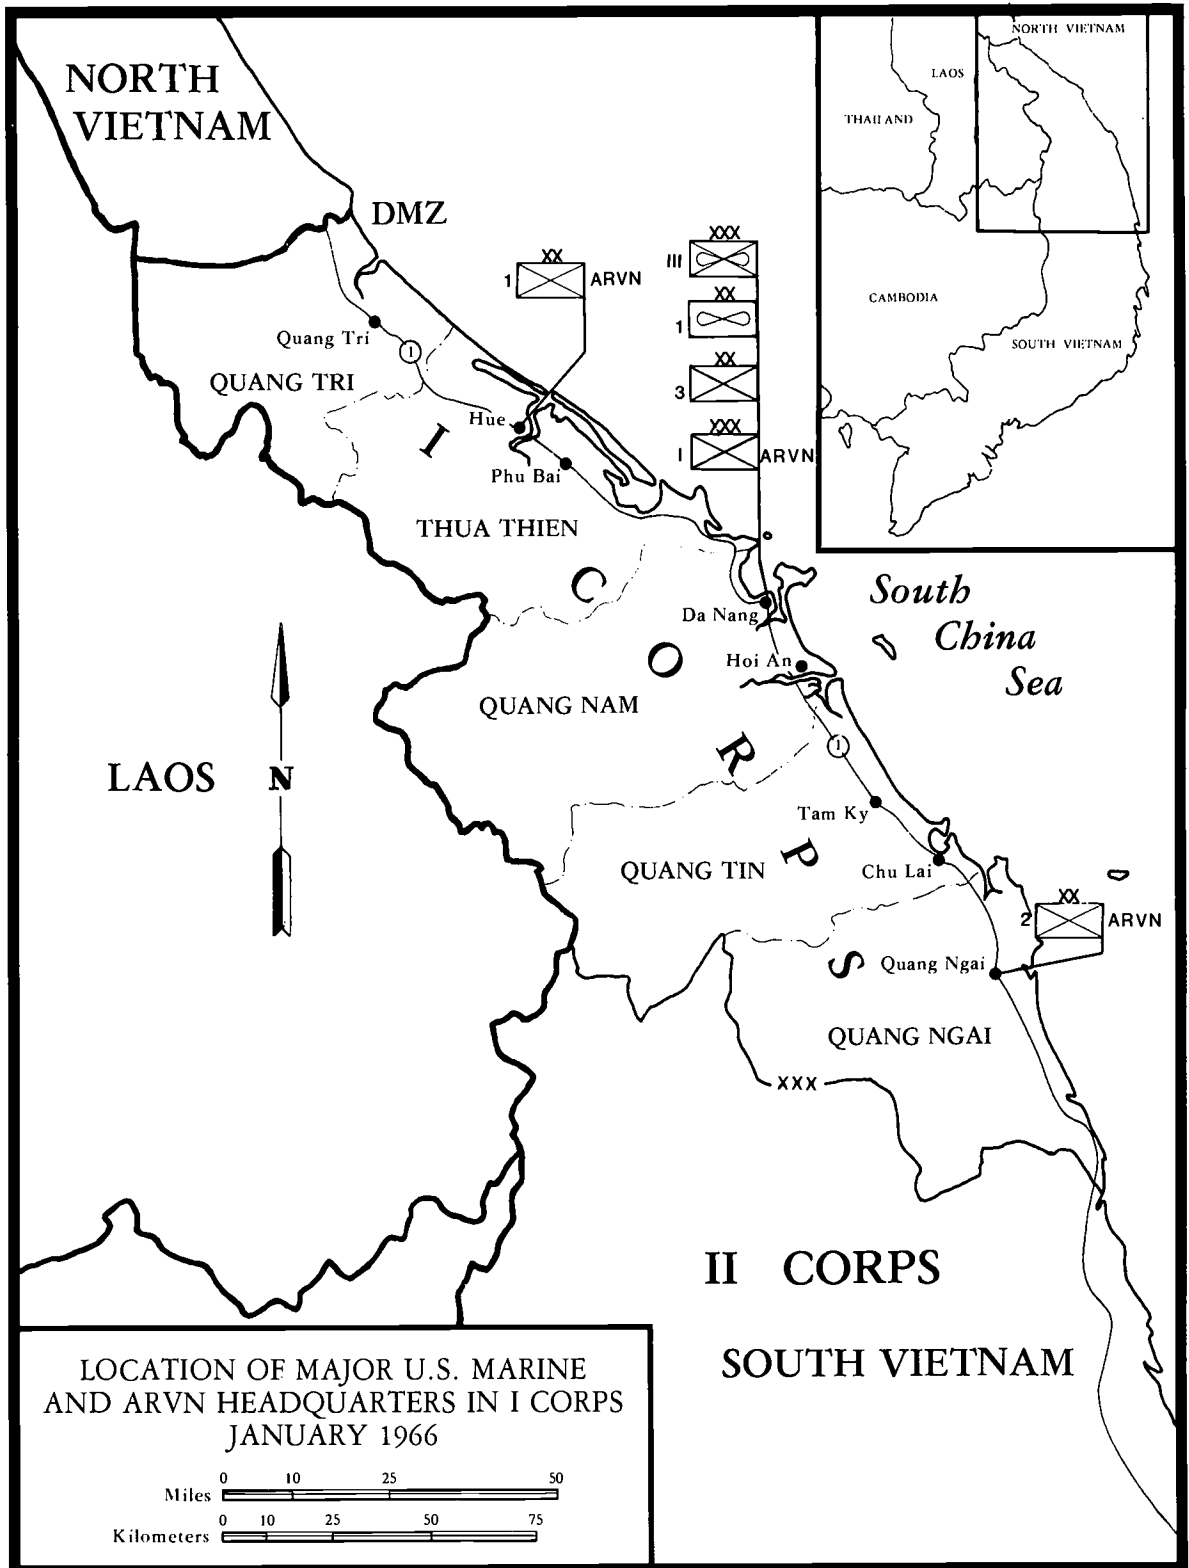 NORTH
VIETNAM
DMZ
NORTH VIETNAM
LAOS
THAILAND
CAMBODIA
SOUTH VIETNAM
XX
1
ARVN
XXX
III
XX
1
XX
3
XXX
I
ARVN
Quang Tri
1
QUANG TRI
Hue
Phu Bai
THUA THIEN
I CORPS
Da Nang
Hoi An
South
China
Sea
QUANG NAM
1
LAOS
N
Tam Ky
QUANG TIN
Chu Lai
XX
2
ARVN
Quang Ngai
QUANG NGAI
XXX
II CORPS
SOUTH VIETNAM
LOCATION OF MAJOR U.S. MARINE
AND ARVN HEADQUARTERS IN I CORPS
JANUARY 1966
0 10 25 50
Miles
0 10 25 50 75
Kilometers